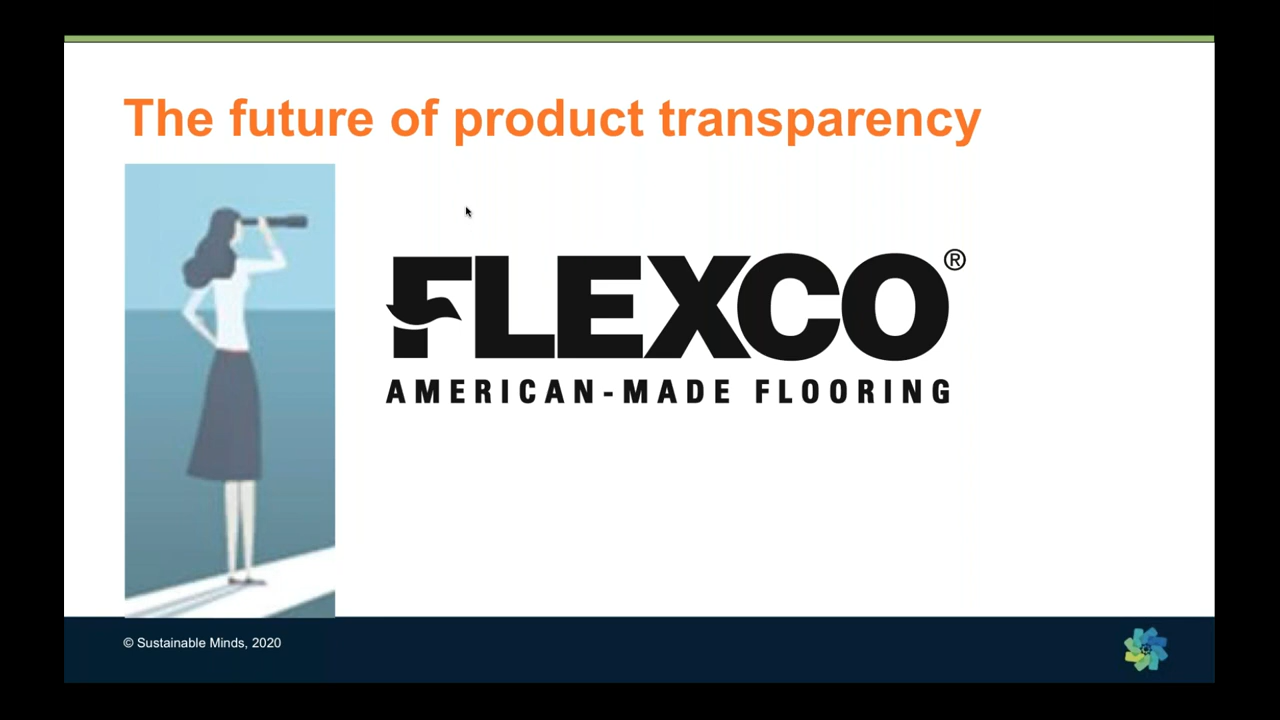 The future of product transparency
FLEXCO®
AMERICAN-MADE FLOORING
© Sustainable Minds, 2020